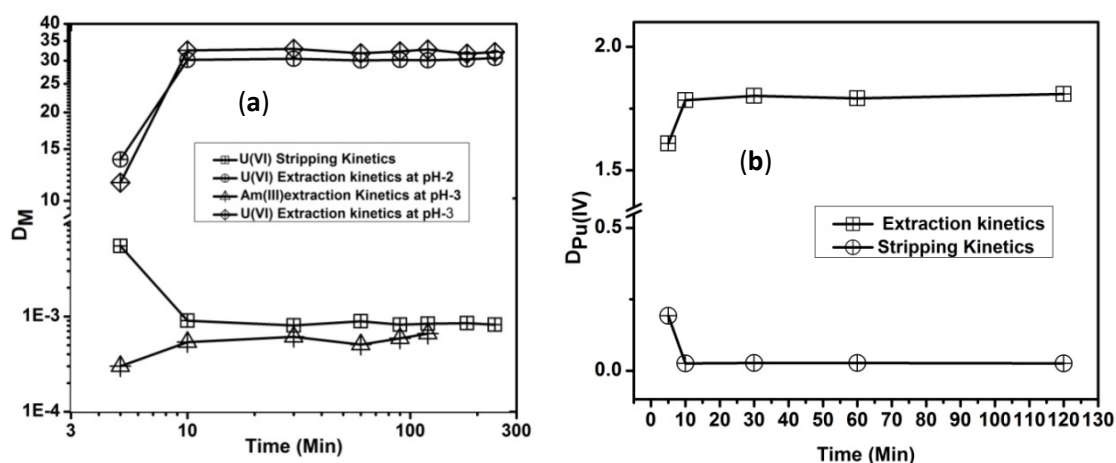 40
35
30
25
20
15
10
1E-3
1E-4
D_M
(a)
U(VI) Stripping Kinetics
U(VI) Extraction kinetics at pH-2
Am(III)extraction Kinetics at pH-3
U(VI) Extraction kinetics at pH-3
3 10 100 300
Time (Min)
2.0
1.5
0.5
0.0
D_Pu(IV)
(b)
Extraction kinetics
Stripping Kinetics
0 10 20 30 40 50 60 70 80 90 100 110 120 130
Time (Min)